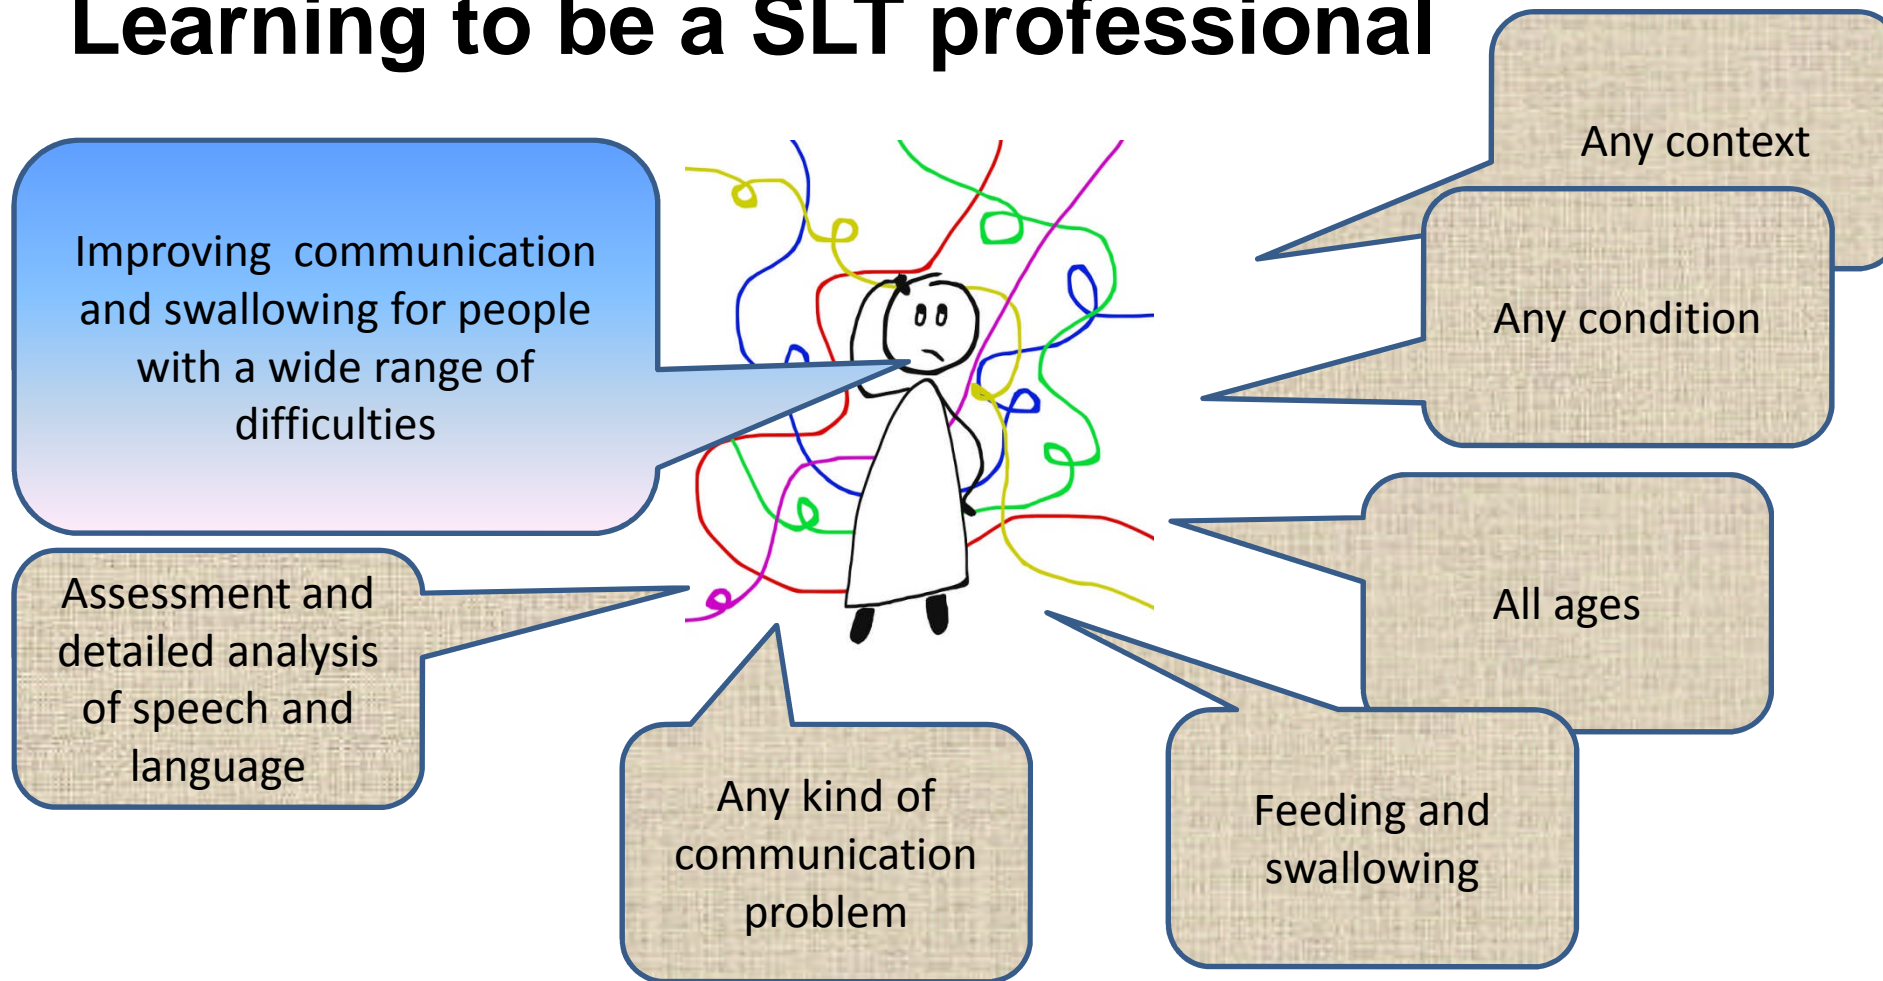 Learning to be a SLT professional
Improving communication
and swallowing for people
with a wide range of
difficulties
Assessment and
detailed analysis
of speech and
language
Any kind of
communication
problem
Feeding and
swallowing
All ages
Any condition
Any context